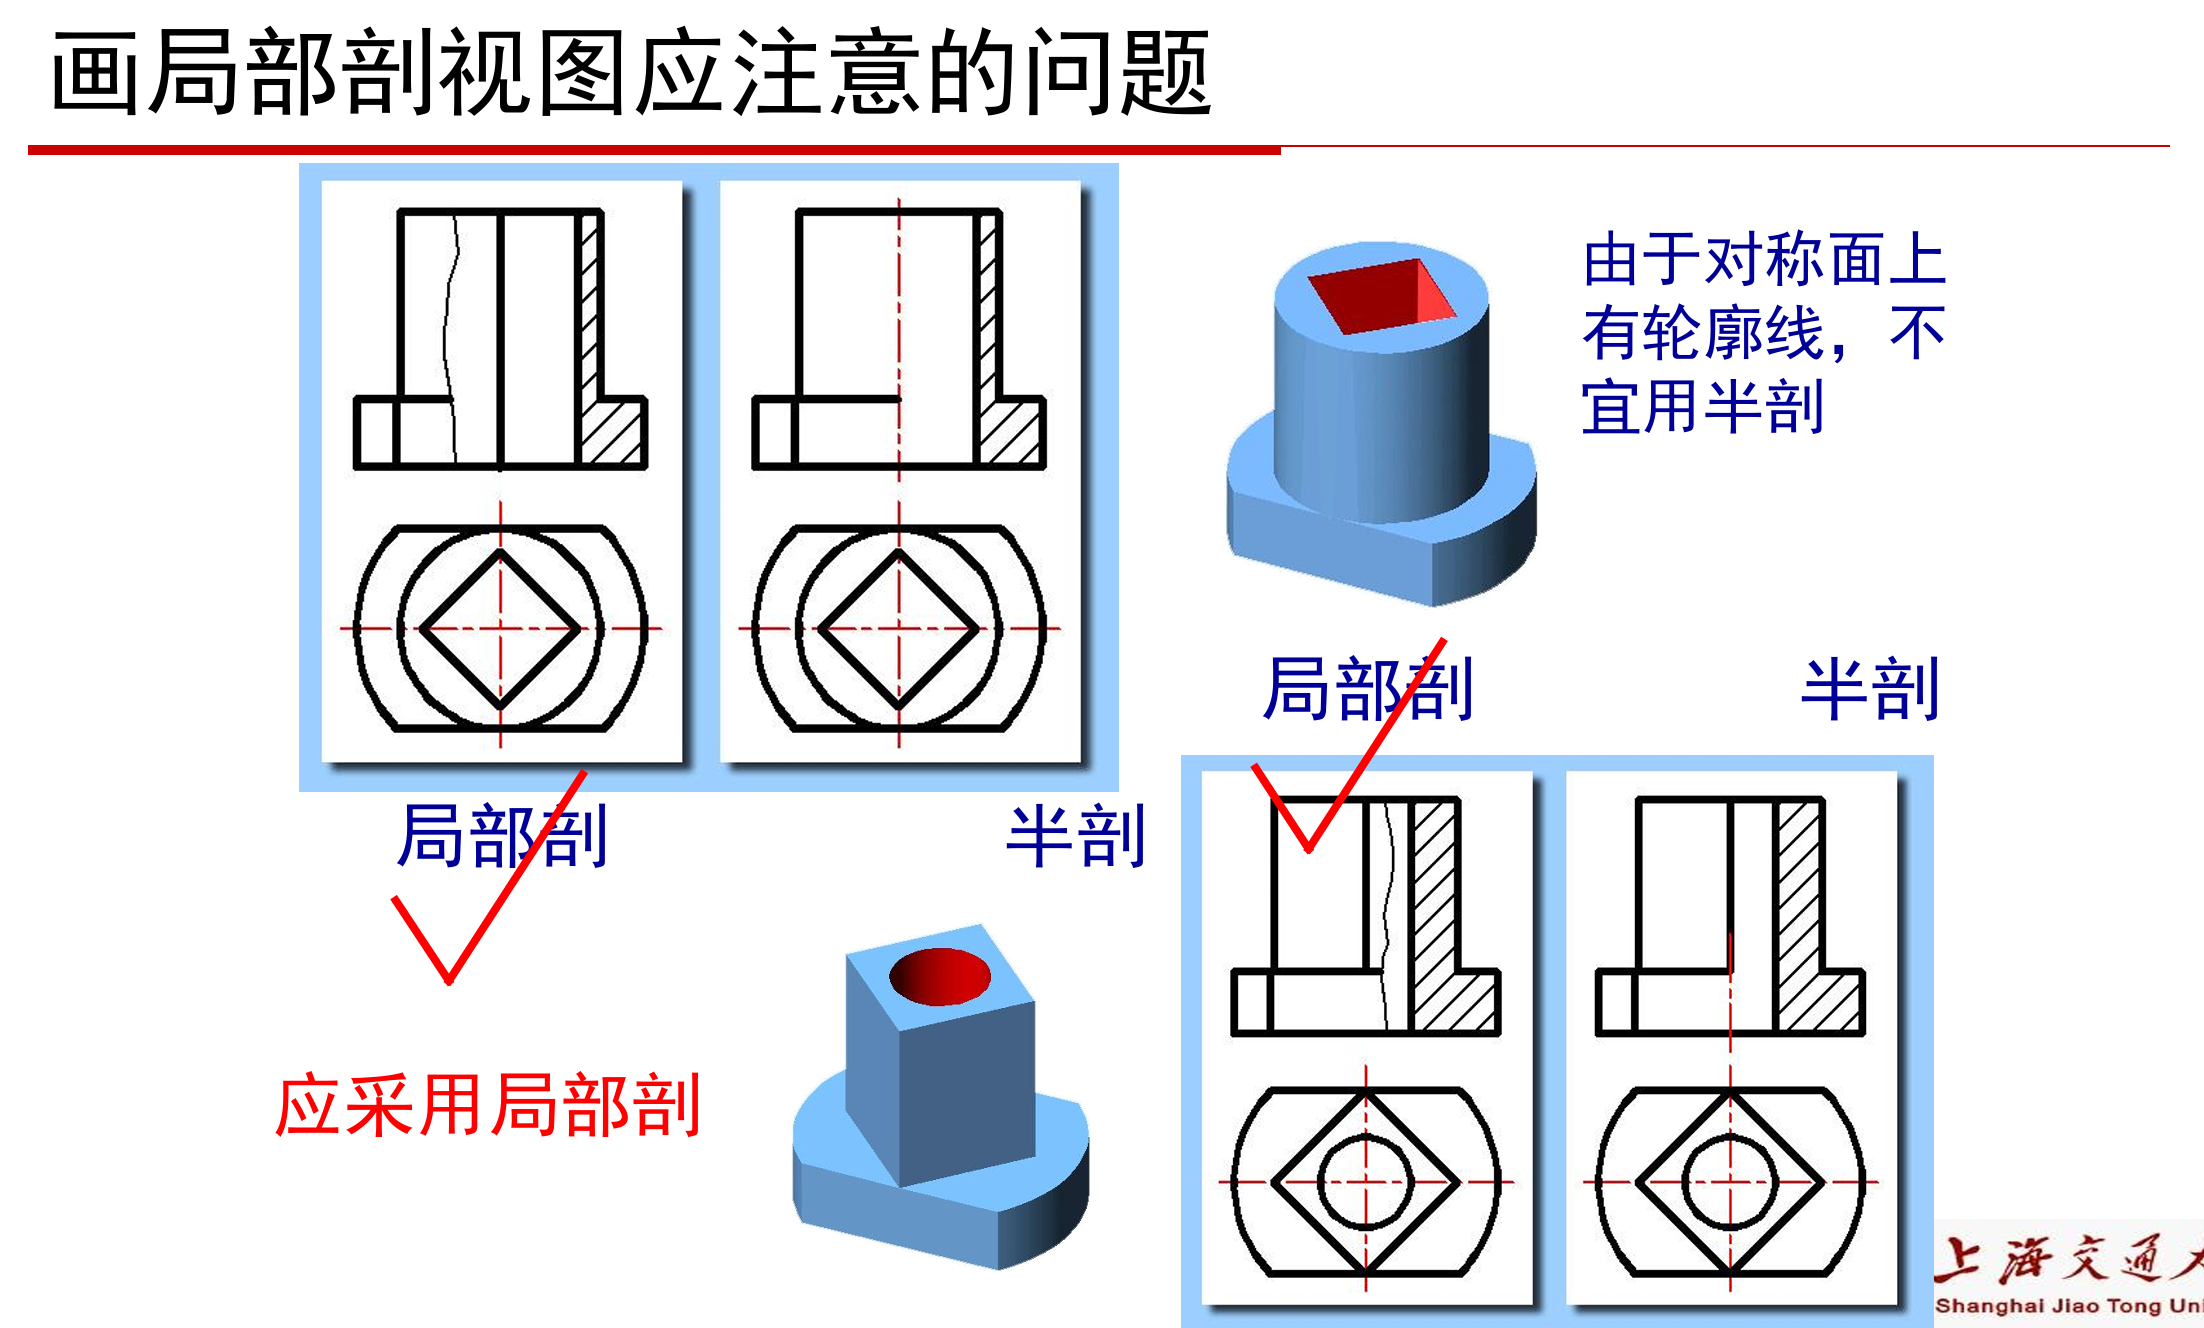 画局部剖视图应注意的问题
由于对称面上
有轮廓线，不
宜用半剖
局部剖
半剖
局部剖
半剖
应采用局部剖
上海交通大
Shanghai Jiao Tong Uni